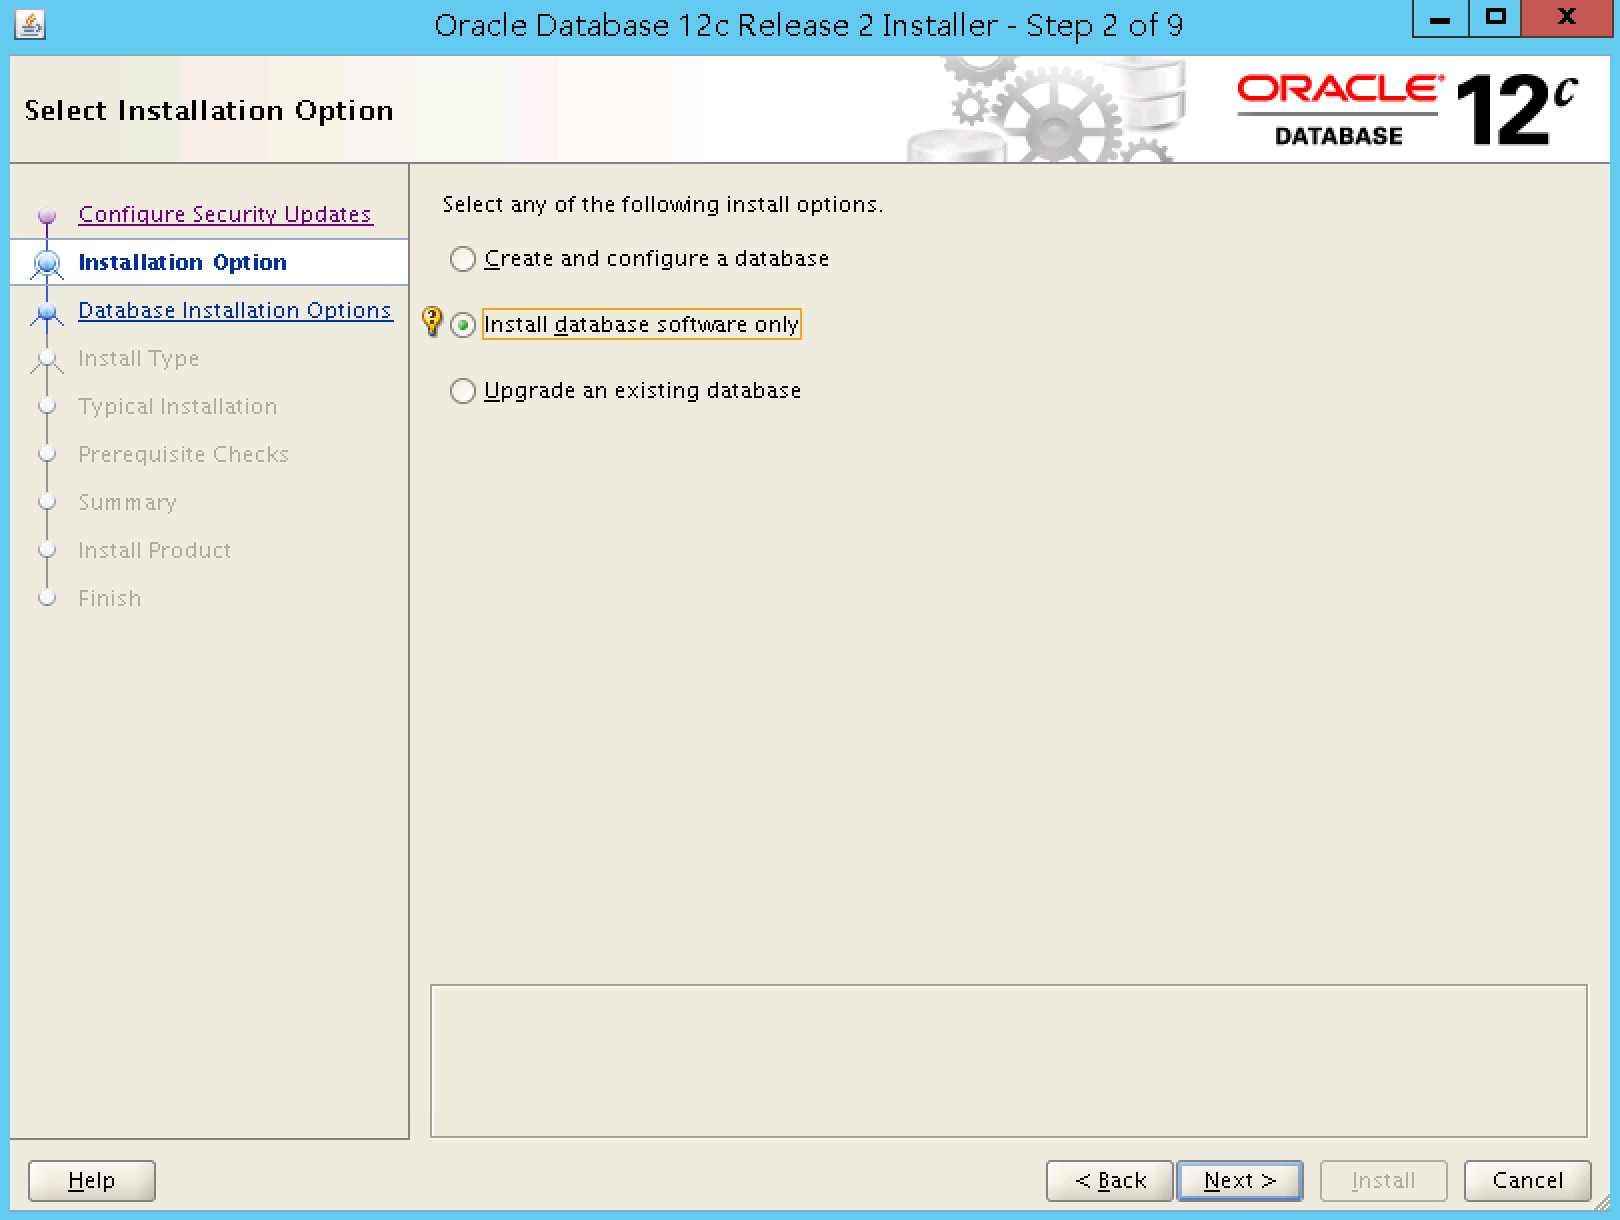 Oracle Database 12c Release 2 Installer - Step 2 of 9
Select Installation Option
ORACLE
DATABASE
12c
Configure Security Updates
Installation Option
Database Installation Options
Install Type
Typical Installation
Prerequisite Checks
Summary
Install Product
Finish
Select any of the following install options.
Create and configure a database
Install database software only
Upgrade an existing database
Help
< Back
Next >
Install
Cancel